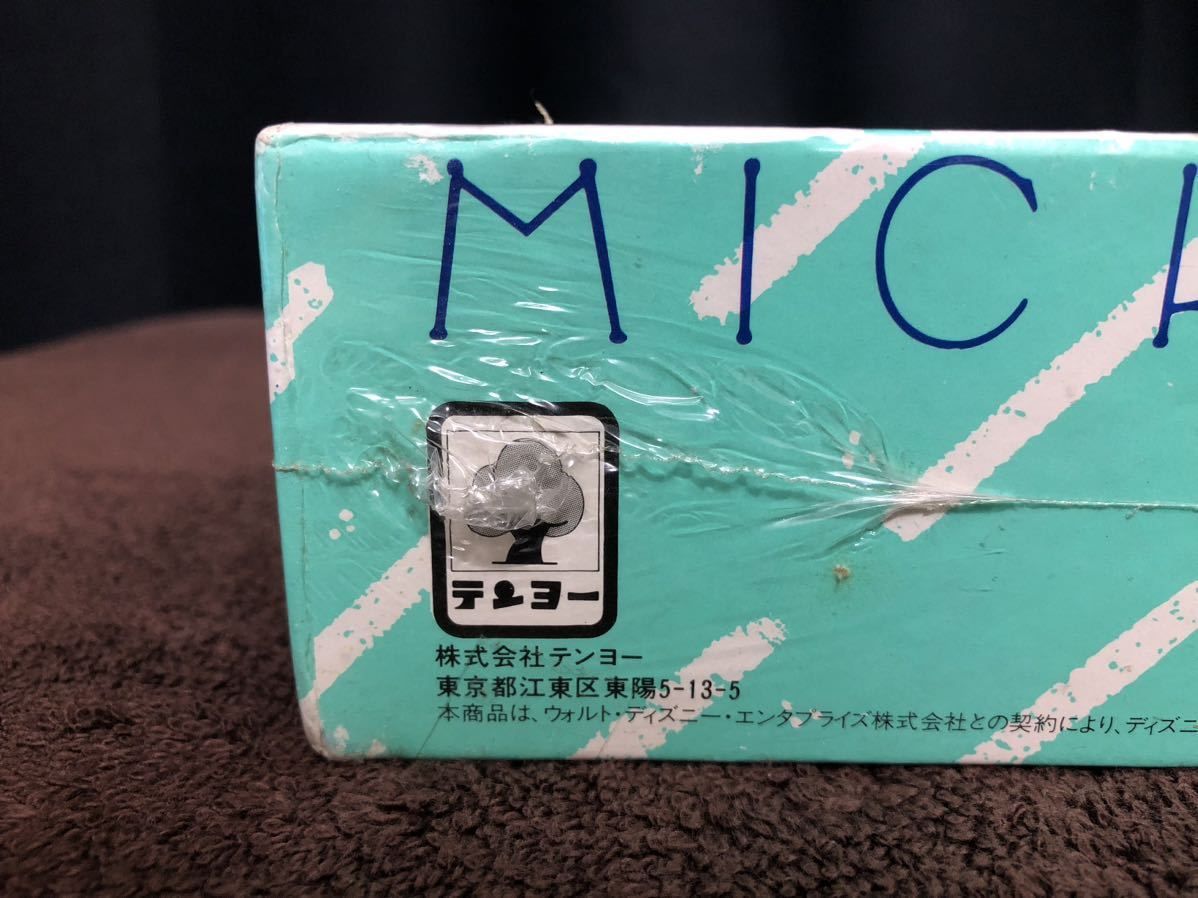 MICK
テンヨー
株式会社テンヨー
東京都江東区東陽5-13-5
本商品は、ウォルト・ディズニー・エンタプライズ株式会社との契約により、ディズニ